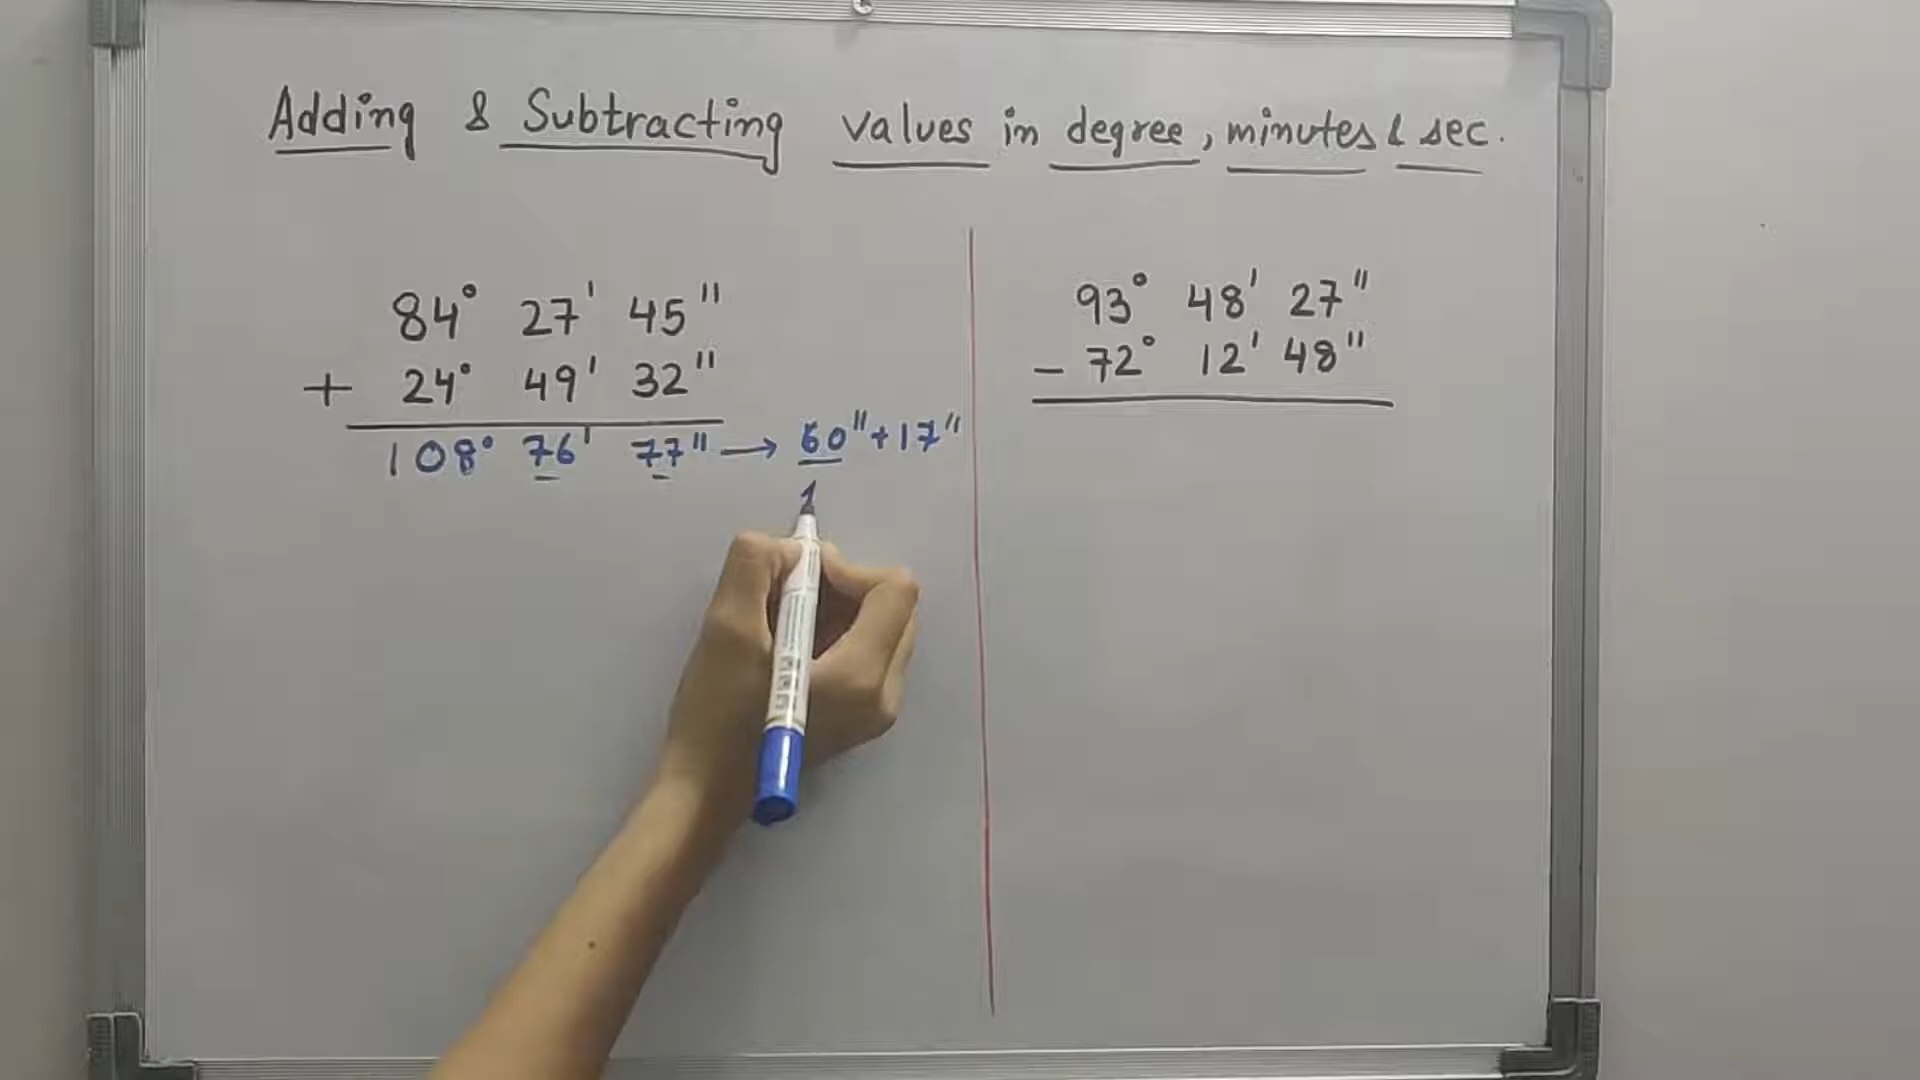 Adding & Subtracting values in degree, minutes & sec.
84° 27' 45"
+ 24° 49' 32"
108° 76' 77" → 60" + 17"
1
93° 48' 27"
- 72° 12' 48"